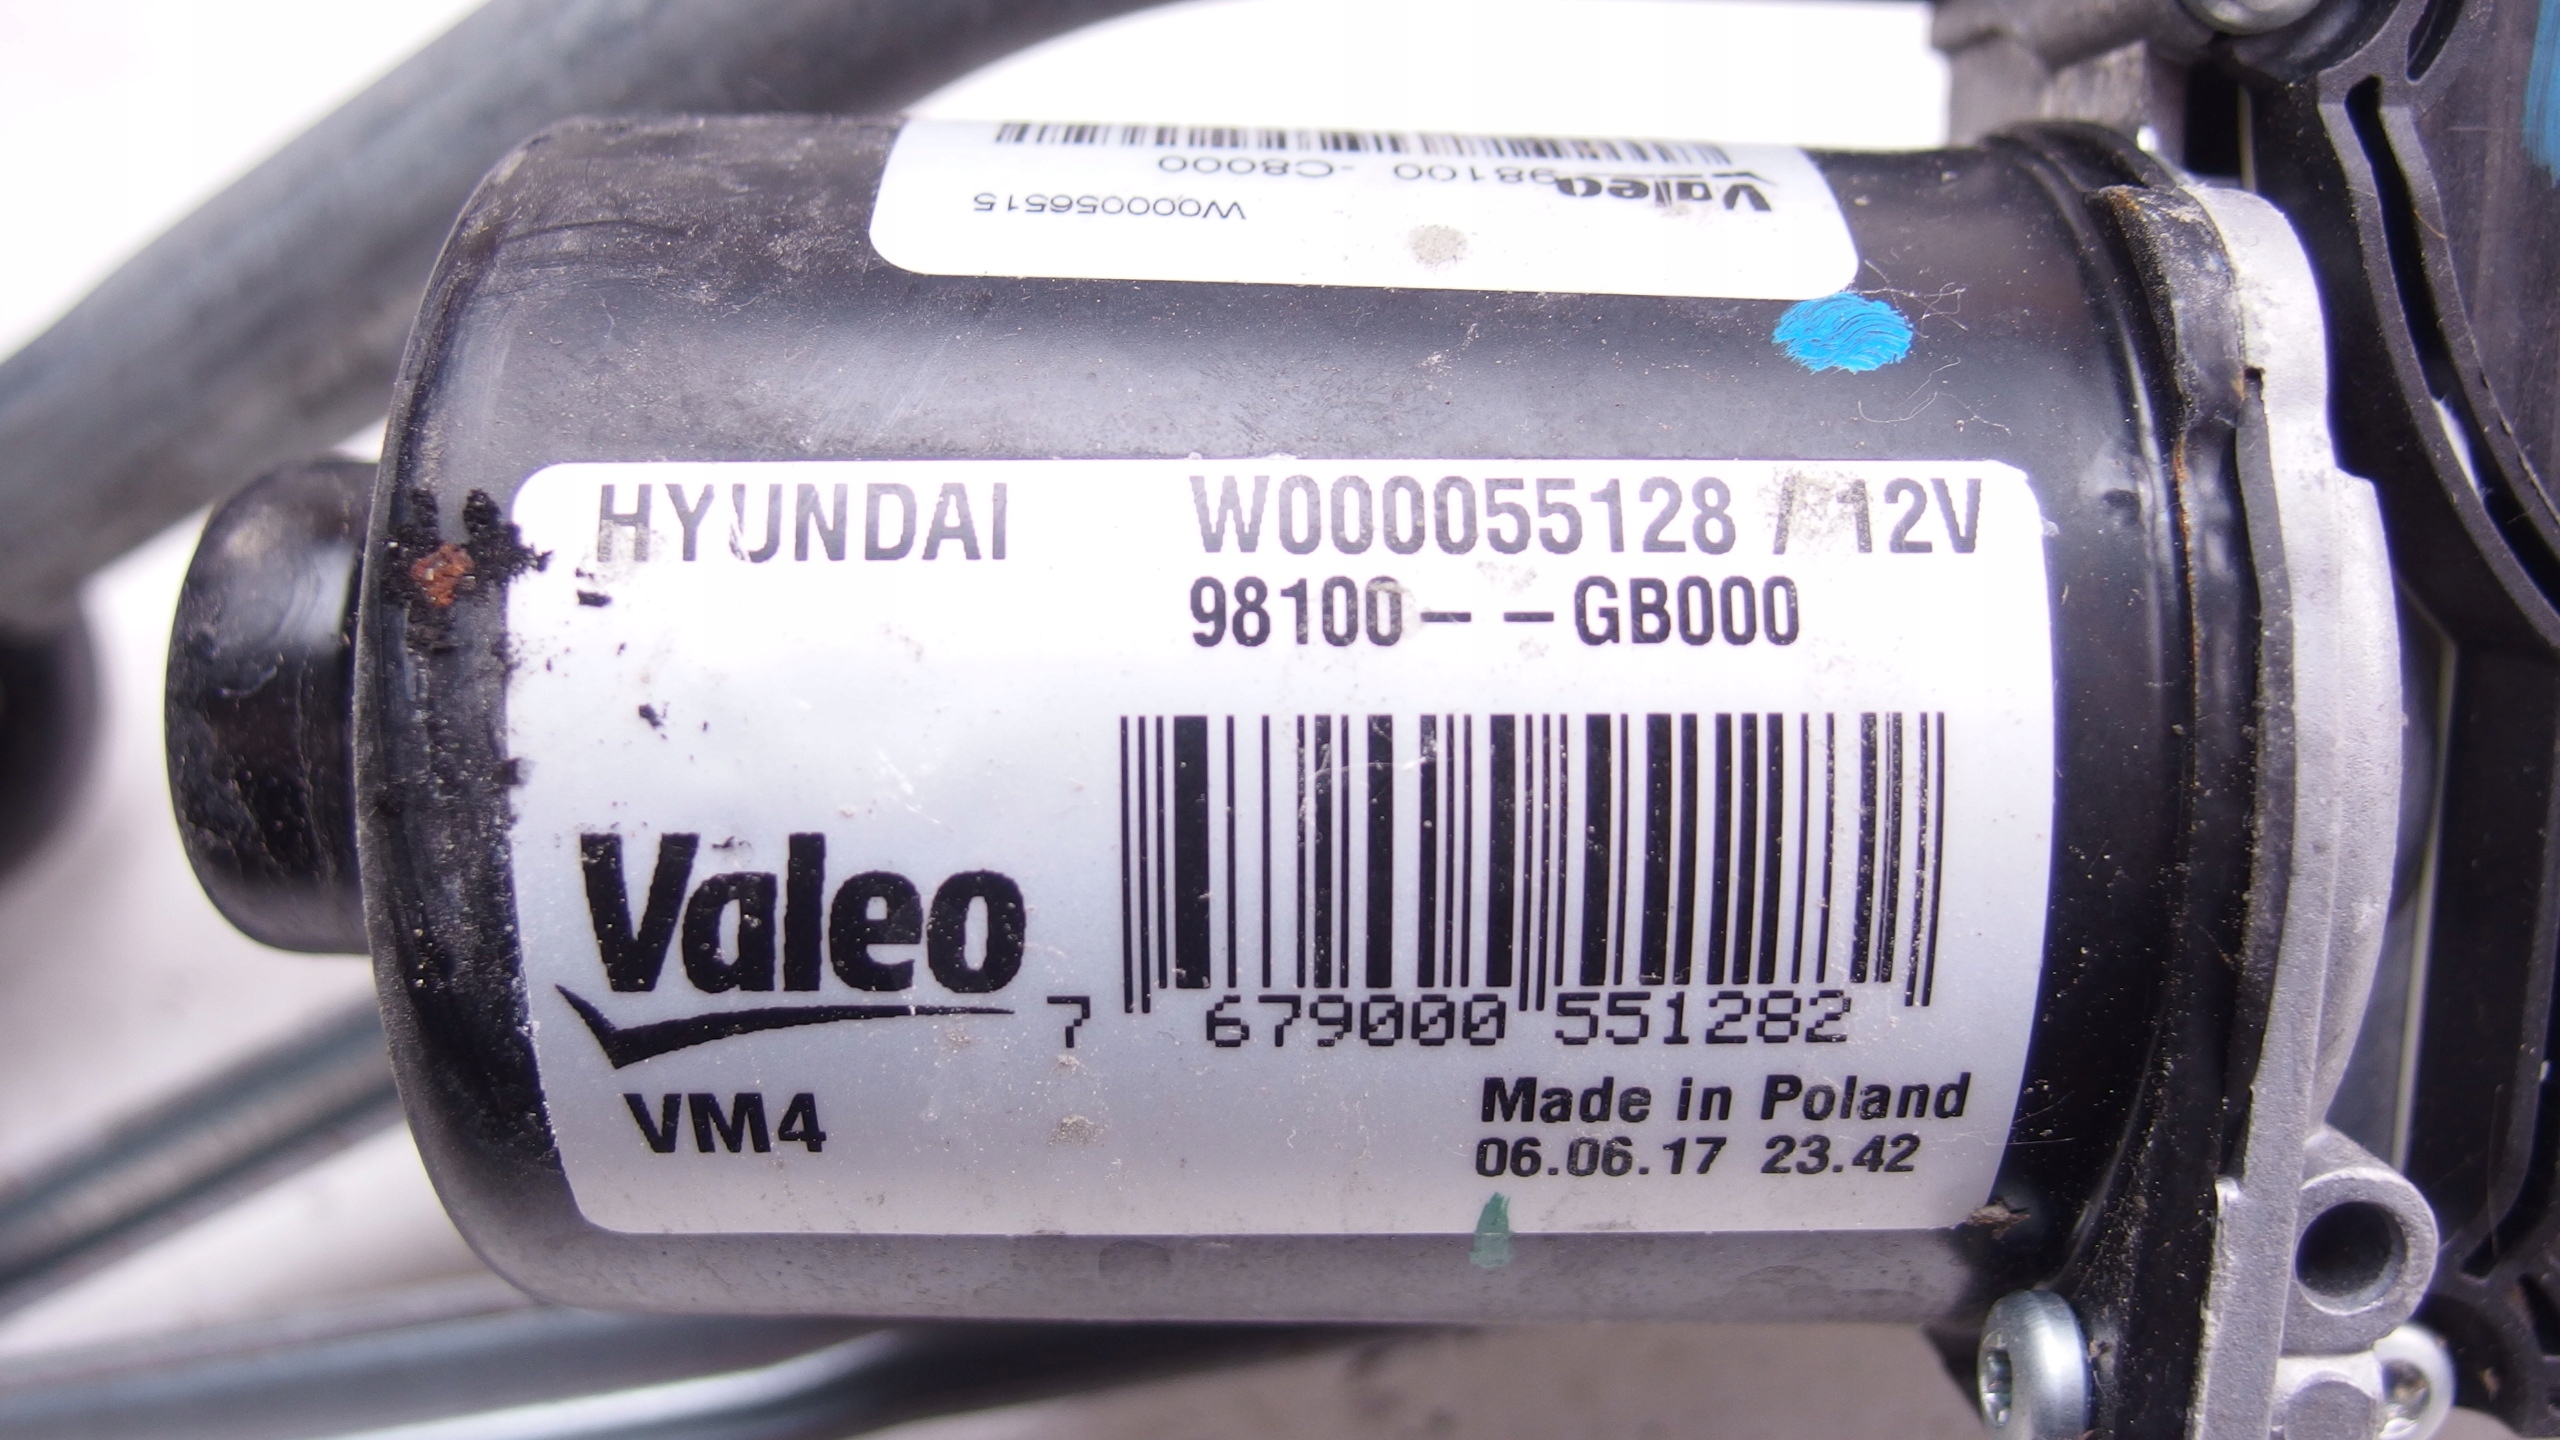 Valeo
98100 -C8000
W000056515
HYUNDAI
W000055128 / 12V
98100- -GB000
Valeo
7 679000 551282
VM4
Made in Poland
06.06.17 23.42